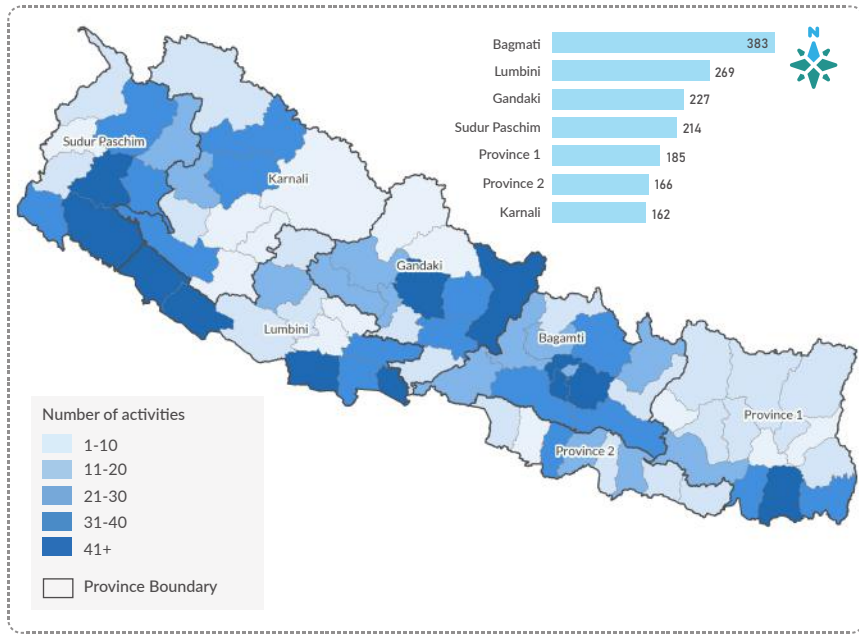 N
Bagmati 383
Lumbini 269
Gandaki 227
Sudur Paschim 214
Province 1 185
Province 2 166
Karnali 162
Sudur Paschim
Karnali
Gandaki
Lumbini
Bagamti
Province 1
Province 2
Number of activities
1-10
11-20
21-30
31-40
41+
Province Boundary